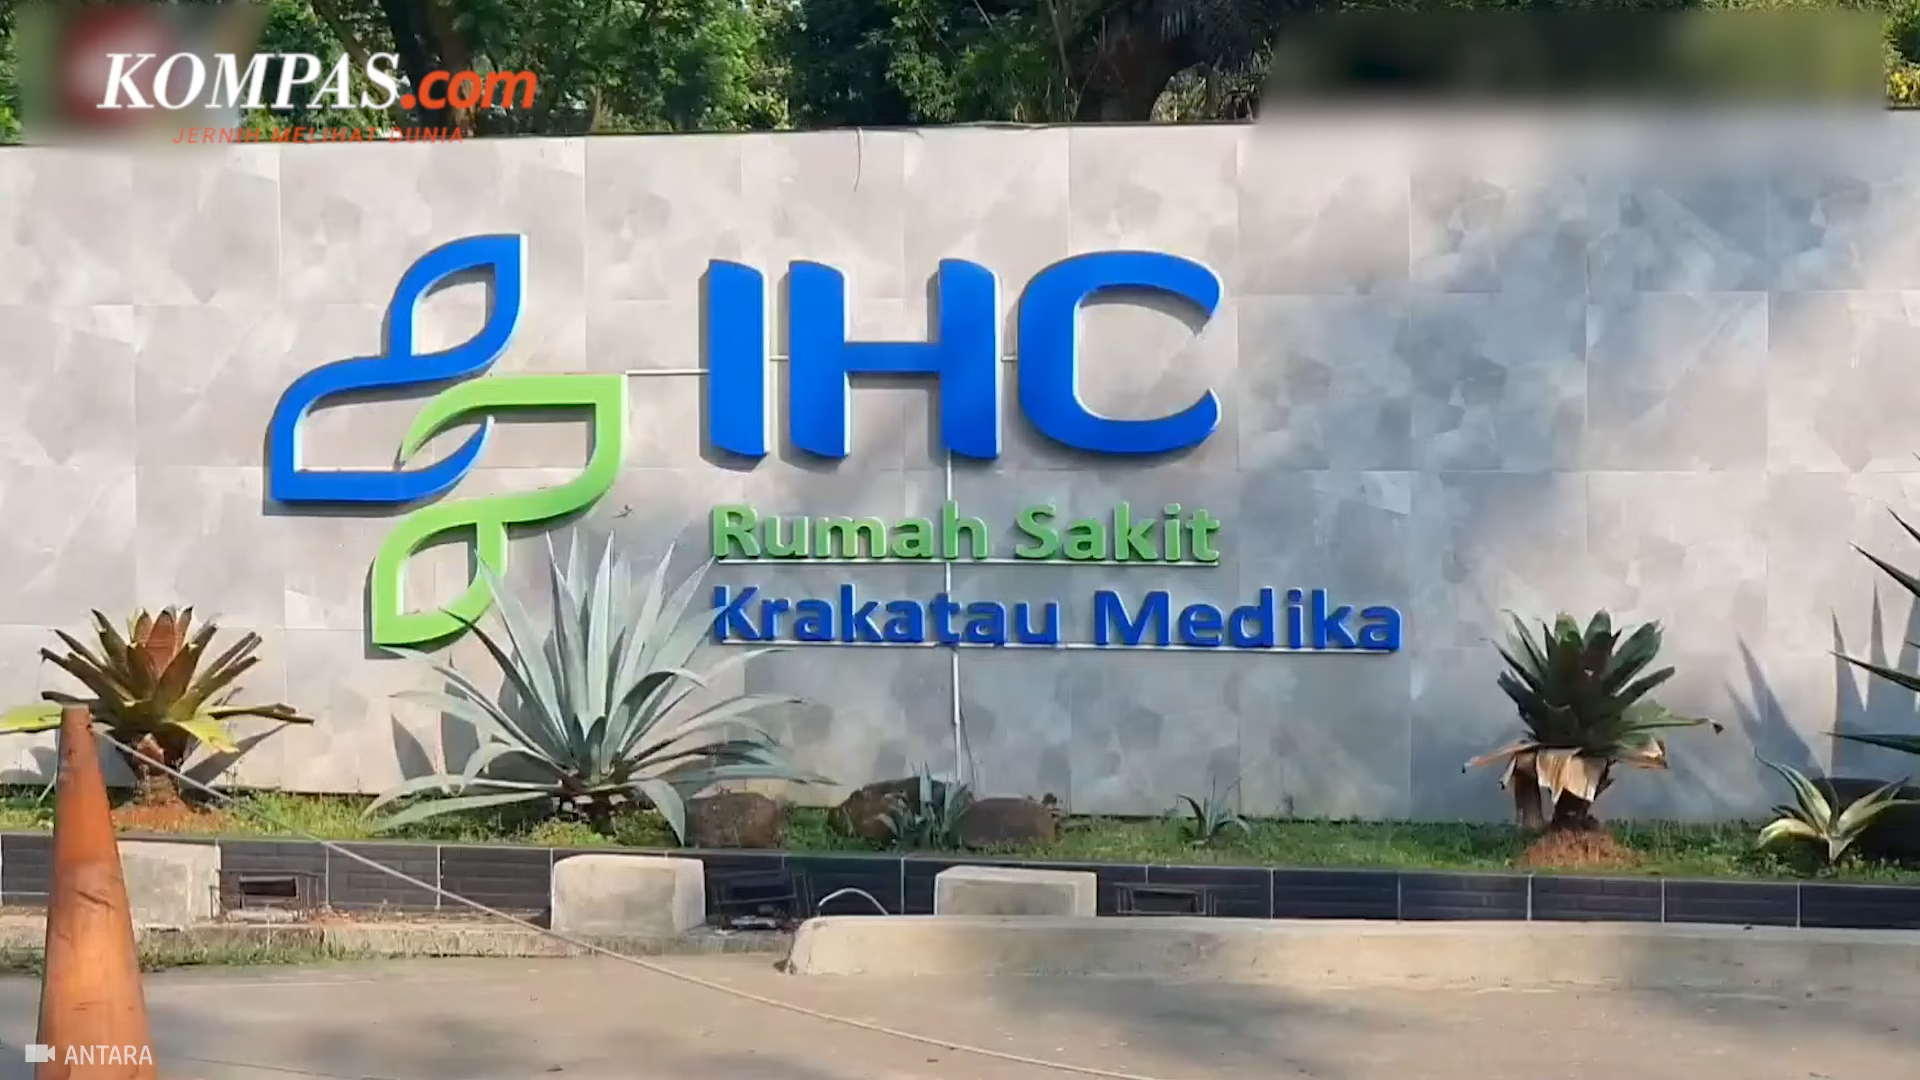 KOMPAS.com
JERNIH MELIHAT DUNIA
IHC
Rumah Sakit
Krakatau Medika
ANTARA